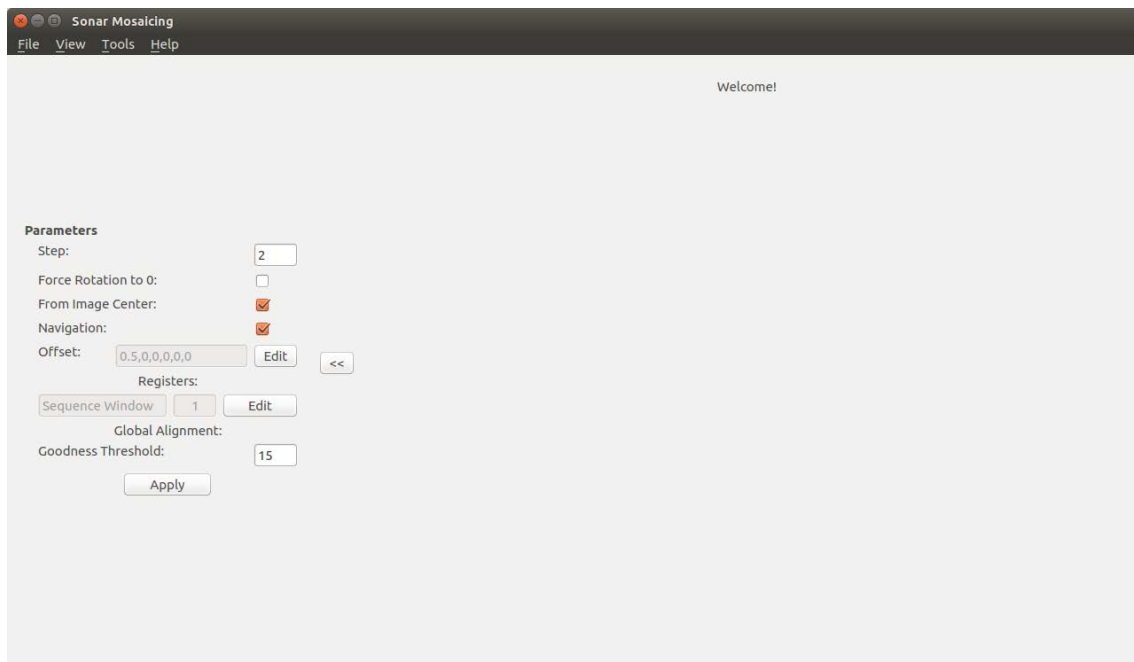 Sonar Mosaicing
File View Tools Help
Welcome!
Parameters
Step: 2
Force Rotation to 0:
From Image Center:
Navigation:
Offset: 0.5,0,0,0,0,0 Edit
<<
Registers:
Sequence Window 1 Edit
Global Alignment:
Goodness Threshold: 15
Apply